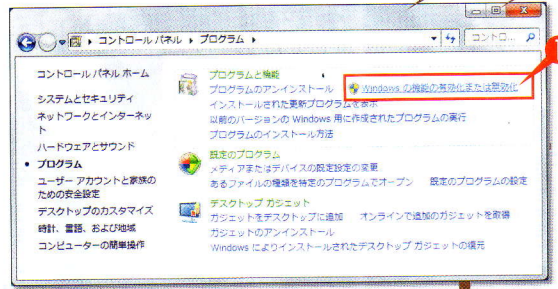 コントロール パネル ▸ プログラム ▸
コントロール パネル ホーム
システムとセキュリティ
ネットワークとインターネッ
ト
ハードウェアとサウンド
プログラム
ユーザー アカウントと家族の
ための安全設定
デスクトップのカスタマイズ
時計、言語、および地域
コンピューターの簡単操作
プログラムと機能
プログラムのアンインストール
Windows の機能の有効化または無効化
インストールされた更新プログラムを表示
以前のバージョンの Windows 用に作成されたプログラムの実行
プログラムのインストール方法
既定のプログラム
メディアまたはデバイスの既定設定の変更
あるファイルの種類を特定のプログラムでオープン
既定のプログラムの設定
デスクトップ ガジェット
ガジェットをデスクトップに追加
オンラインで追加のガジェットを取得
ガジェットのアンインストール
Windows によりインストールされたデスクトップ ガジェットの復元